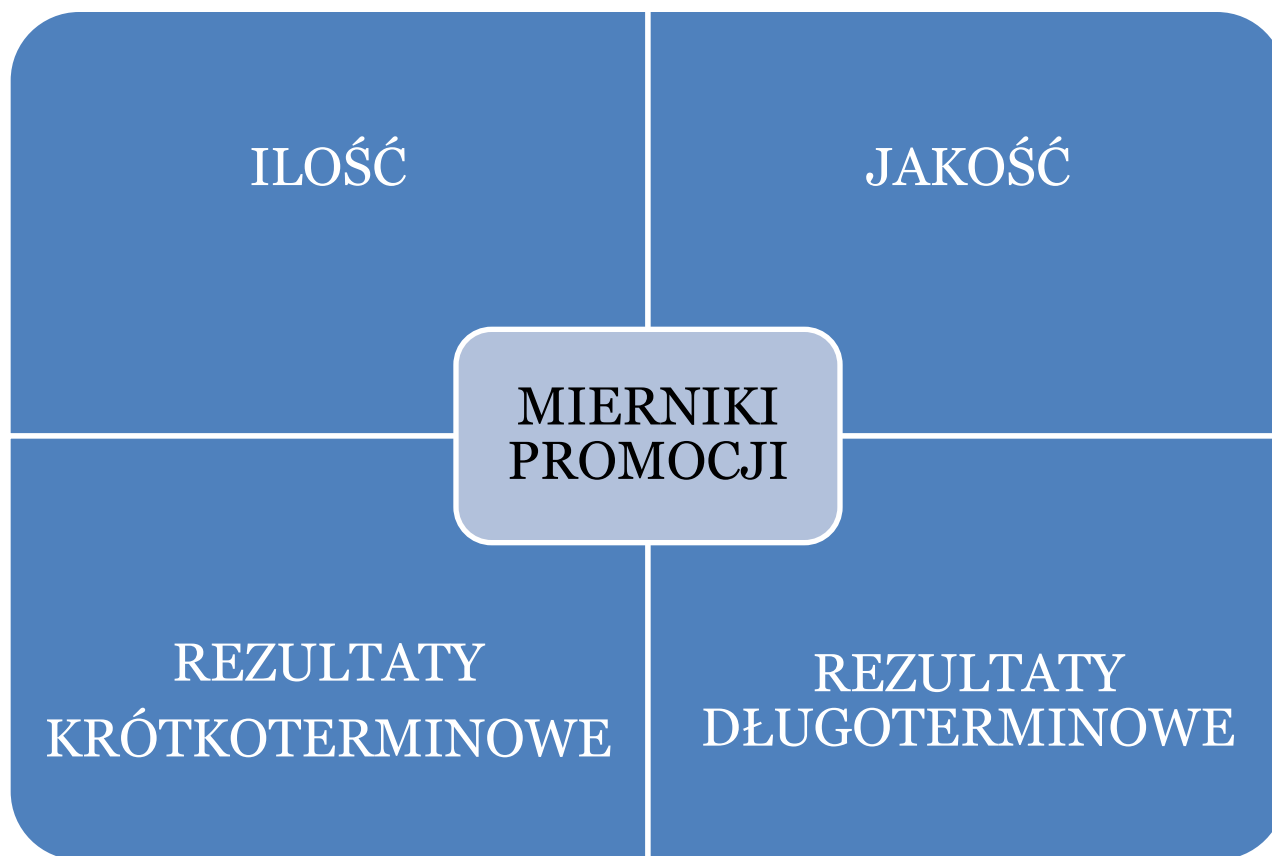 ILOŚĆ
JAKOŚĆ
MIERNIKI
PROMOCJI
REZULTATY
KRÓTKOTERMINOWE
REZULTATY
DŁUGOTERMINOWE